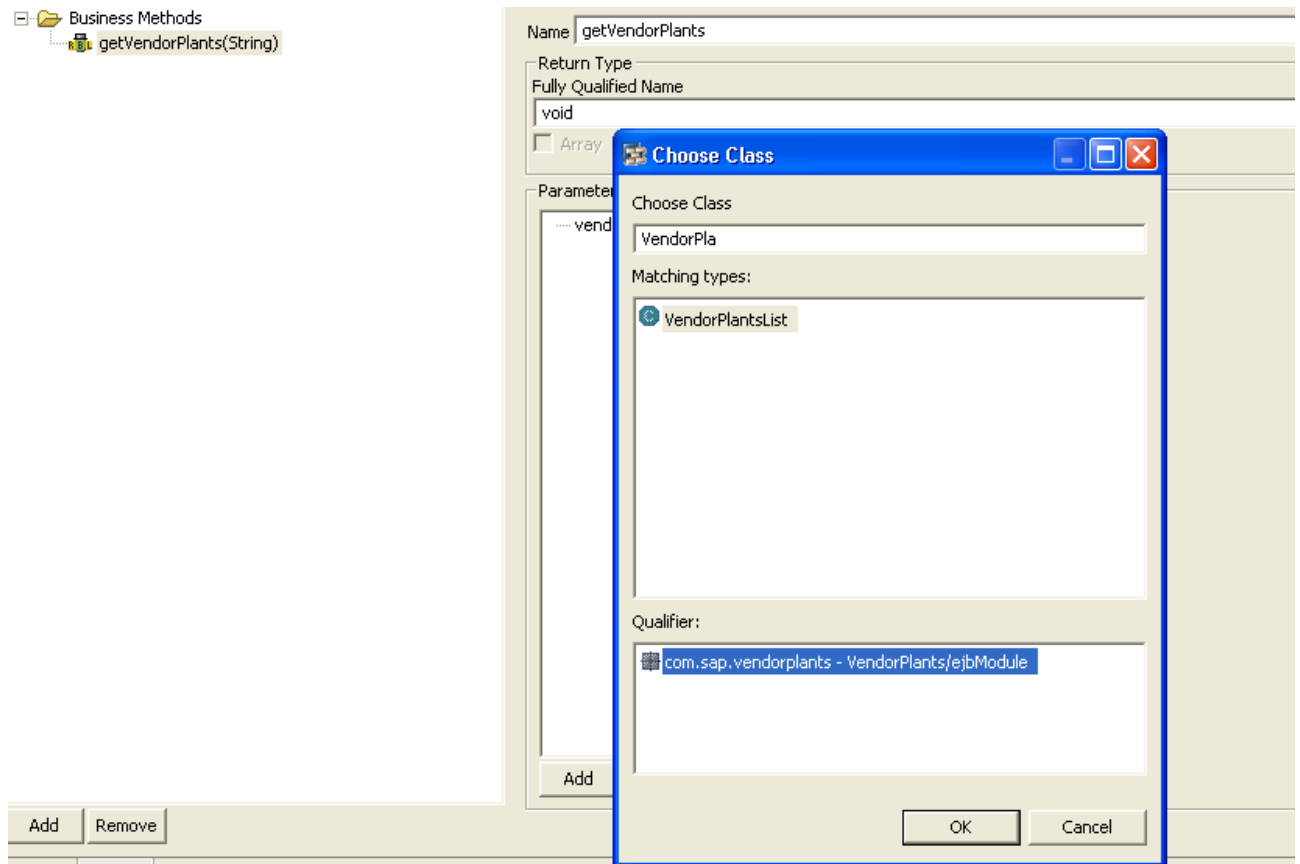 Business Methods
getVendorPlants(String)
Name getVendorPlants
Return Type
Fully Qualified Name
void
Array
Choose Class
Choose Class
VendorPla
Matching types:
VendorPlantsList
Qualifier:
com.sap.vendorplants - VendorPlants/ejbModule
OK Cancel
Parameter
vend
Add
Add Remove